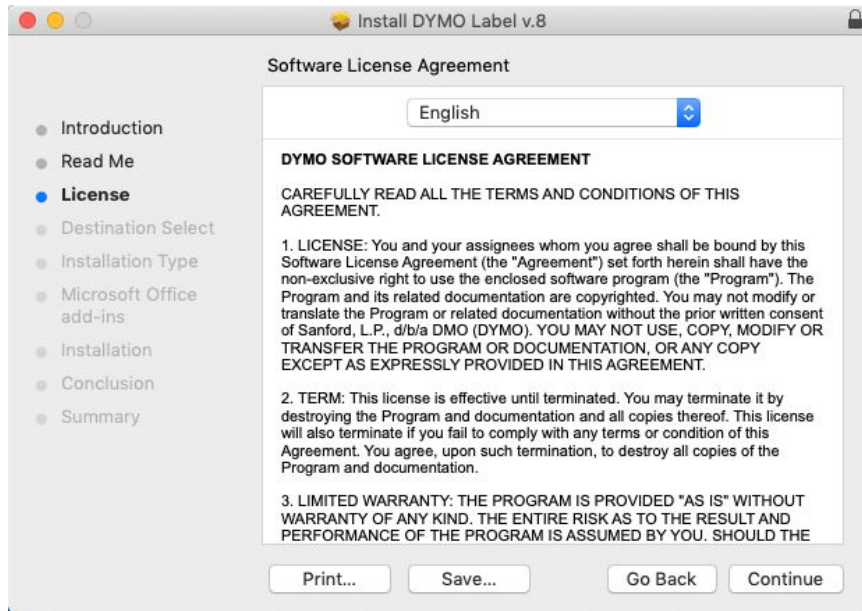 Install DYMO Label v.8
Software License Agreement
Introduction
Read Me
License
Destination Select
Installation Type
Microsoft Office
add-ins
Installation
Conclusion
Summary
English
DYMO SOFTWARE LICENSE AGREEMENT
CAREFULLY READ ALL THE TERMS AND CONDITIONS OF THIS
AGREEMENT.
1. LICENSE: You and your assignees whom you agree shall be bound by this
Software License Agreement (the "Agreement") set forth herein shall have the
non-exclusive right to use the enclosed software program (the "Program"). The
Program and its related documentation are copyrighted. You may not modify or
translate the Program or related documentation without the prior written consent
of Sanford, L.P., d/b/a DMO (DYMO). YOU MAY NOT USE, COPY, MODIFY OR
TRANSFER THE PROGRAM OR DOCUMENTATION, OR ANY COPY
EXCEPT AS EXPRESSLY PROVIDED IN THIS AGREEMENT.
2. TERM: This license is effective until terminated. You may terminate it by
destroying the Program and documentation and all copies thereof. This license
will also terminate if you fail to comply with any terms or condition of this
Agreement. You agree, upon such termination, to destroy all copies of the
Program and documentation.
3. LIMITED WARRANTY: THE PROGRAM IS PROVIDED "AS IS" WITHOUT
WARRANTY OF ANY KIND. THE ENTIRE RISK AS TO THE RESULT AND
PERFORMANCE OF THE PROGRAM IS ASSUMED BY YOU. SHOULD THE
Print...
Save...
Go Back
Continue